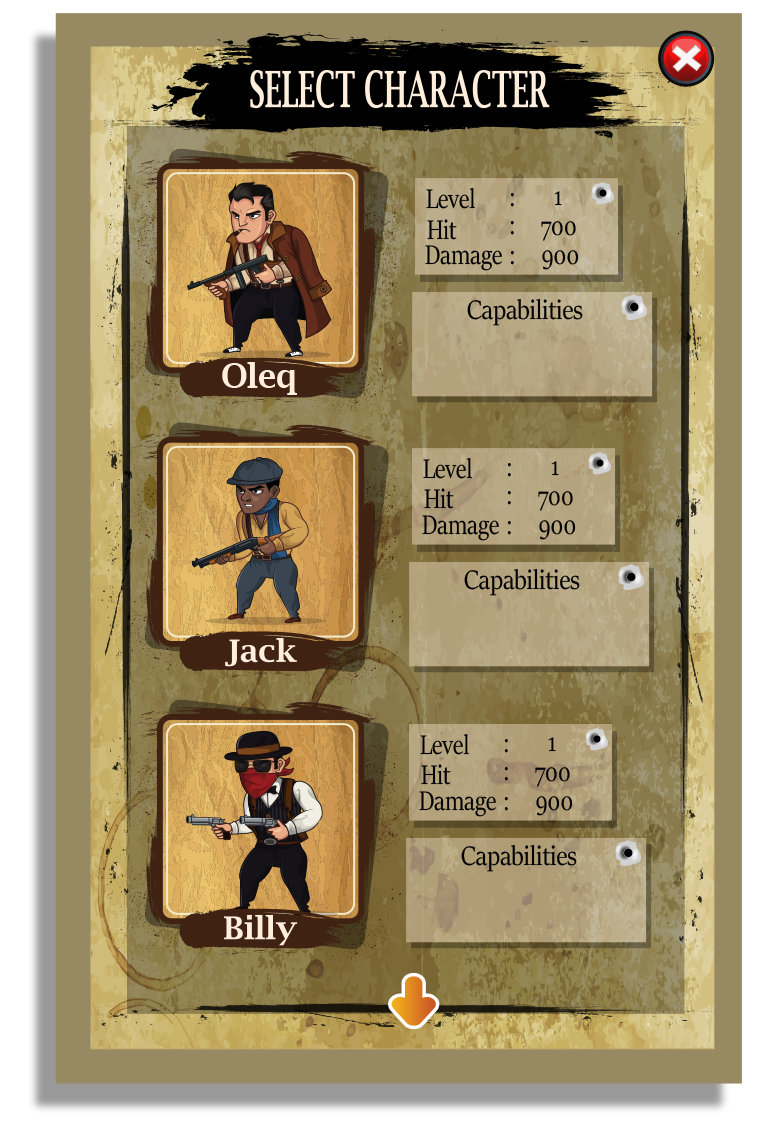 SELECT CHARACTER
Level : 1
Hit : 700
Damage : 900
Capabilities
Oleq
Level : 1
Hit : 700
Damage : 900
Capabilities
Jack
Level : 1
Hit : 700
Damage : 900
Capabilities
Billy